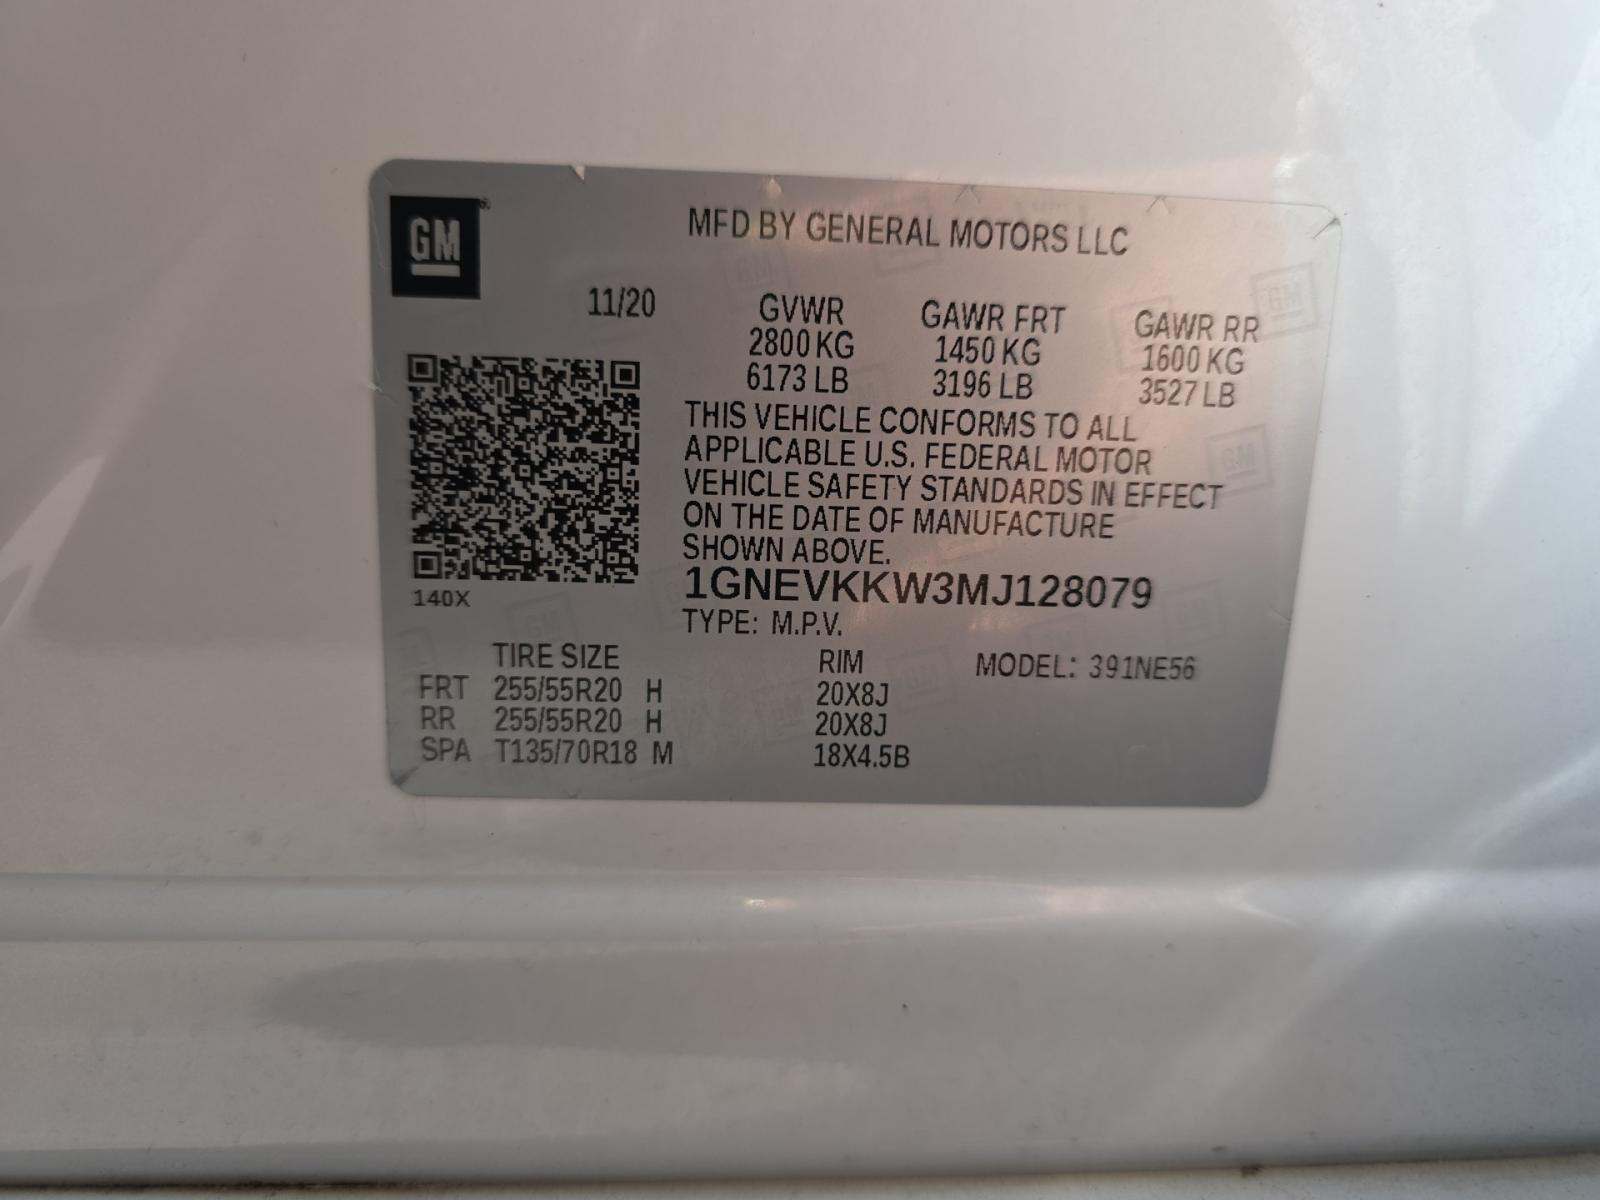 GM
MFD BY GENERAL MOTORS LLC
11/20 GVWR GAWR FRT GAWR RR
2800 KG 1450 KG 1600 KG
6173 LB 3196 LB 3527 LB
THIS VEHICLE CONFORMS TO ALL
APPLICABLE U.S. FEDERAL MOTOR
VEHICLE SAFETY STANDARDS IN EFFECT
ON THE DATE OF MANUFACTURE
SHOWN ABOVE.
1GNEVKKW3MJ128079
140X
TYPE: M.P.V.
TIRE SIZE RIM MODEL: 391NE56
FRT 255/55R20 H 20X8J
RR 255/55R20 H 20X8J
SPA T135/70R18 M 18X4.5B